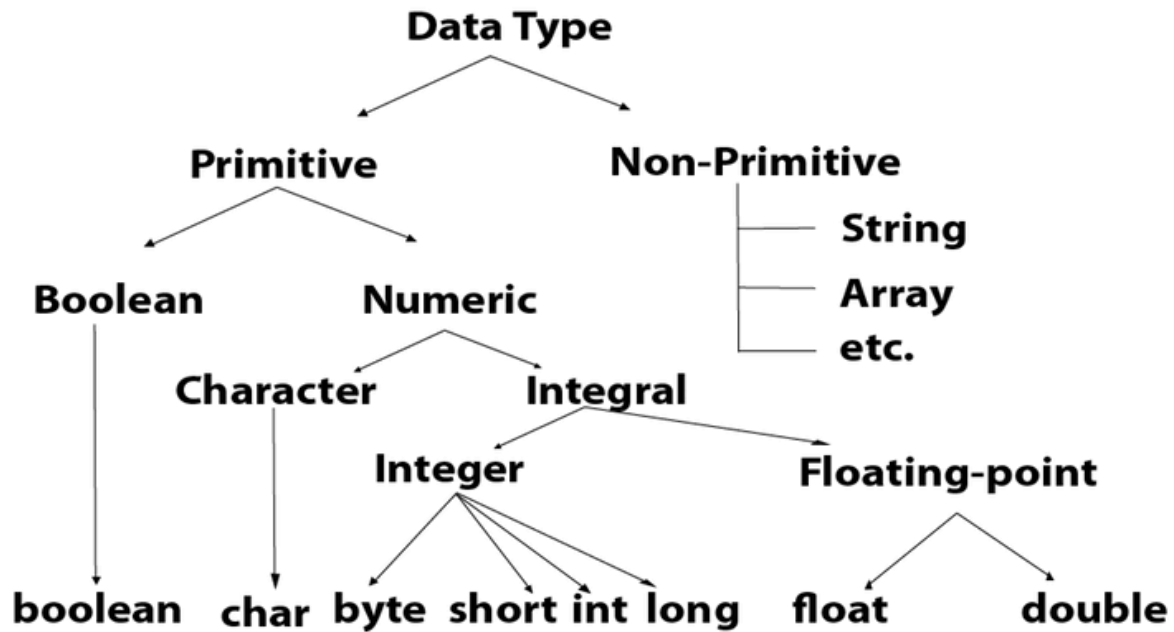 Data Type
Primitive
Non-Primitive
String
Array
etc.
Boolean
Numeric
Character
Integral
Integer
Floating-point
boolean
char
byte
short
int
long
float
double